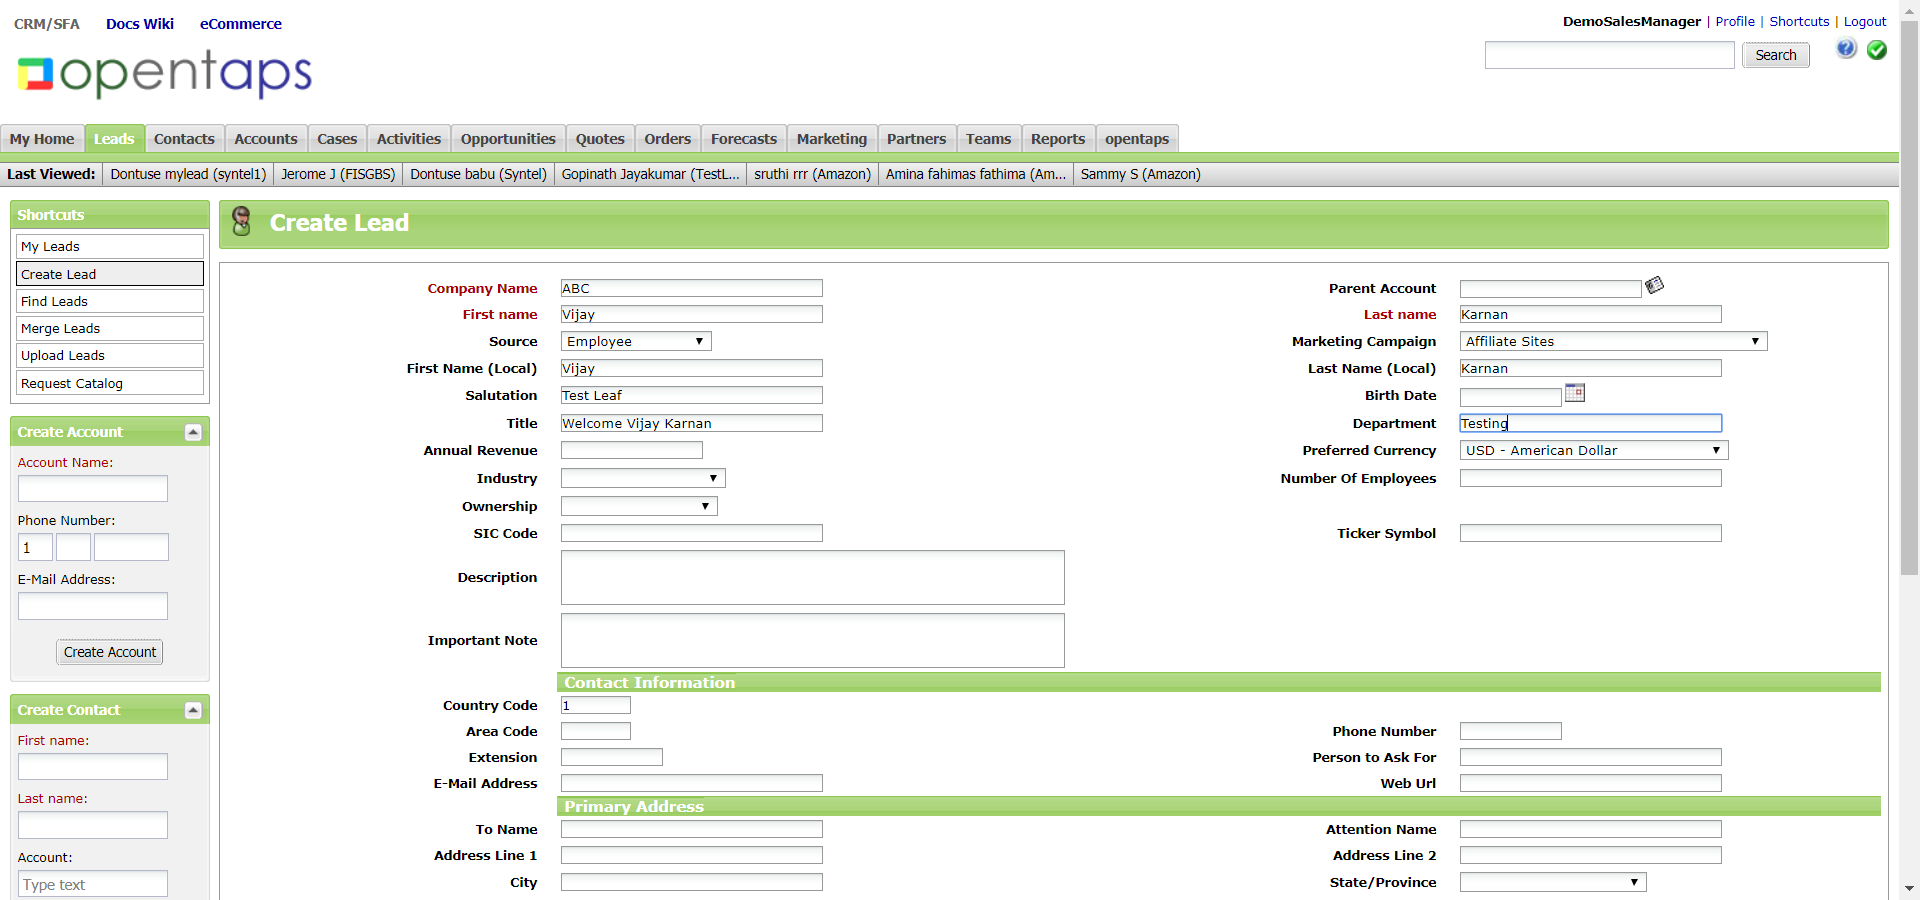 CRM/SFA Docs Wiki eCommerce
DemoSalesManager | Profile | Shortcuts | Logout
opentaps
Search
My Home Leads Contacts Accounts Cases Activities Opportunities Quotes Orders Forecasts Marketing Partners Teams Reports opentaps
Last Viewed: Dontuse mylead (syntel1) Jerome J (FISGBS) Dontuse babu (Syntel) Gopinath Jayakumar (TestL... sruthi rrr (Amazon) Amina fahimas fathima (Am... Sammy S (Amazon)
Shortcuts
My Leads
Create Lead
Find Leads
Merge Leads
Upload Leads
Request Catalog
Create Account
Account Name:
Phone Number:
1
E-Mail Address:
Create Account
Create Contact
First name:
Last name:
Account:
Type text
Create Lead
Company Name ABC Parent Account
First name Vijay Last name Karnan
Source Employee Marketing Campaign Affiliate Sites
First Name (Local) Vijay Last Name (Local) Karnan
Salutation Test Leaf Birth Date
Title Welcome Vijay Karnan Department Testing
Annual Revenue Preferred Currency USD - American Dollar
Industry Number Of Employees
Ownership
SIC Code Ticker Symbol
Description
Important Note
Contact Information
Country Code 1
Area Code Phone Number
Extension Person to Ask For
E-Mail Address Web Url
Primary Address
To Name Attention Name
Address Line 1 Address Line 2
City State/Province